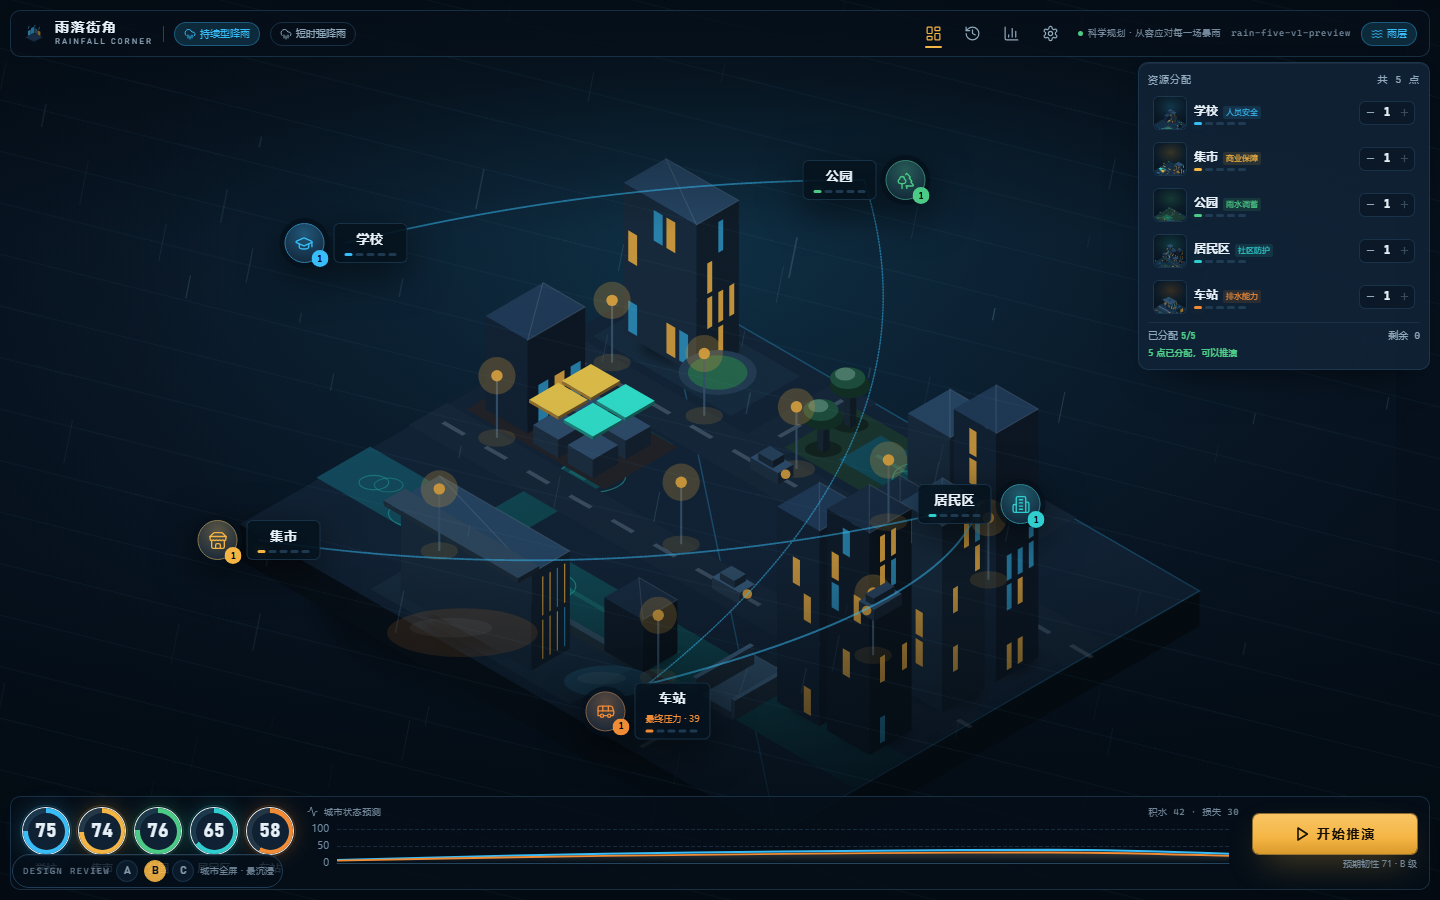 雨落街角
RAINFALL CORNER
持续型降雨
短时强降雨
科学规划 · 从容应对每一场暴雨
rain-five-v1-preview
雨层
资源分配
共 5 点
学校 人员安全
− 1 +
集市 商业保障
− 1 +
公园 雨水调蓄
− 1 +
居民区 社区防护
− 1 +
车站 排水能力
− 1 +
已分配 5/5
剩余 0
5 点已分配，可以推演
公园
1
学校
1
居民区
1
集市
1
车站
最终压力 · 39
1
75
74
76
65
58
城市状态预测
积水 42 · 损失 30
100
50
0
开始推演
预期韧性 71 · B 级
DESIGN REVIEW A B C 城市全屏 · 最沉浸